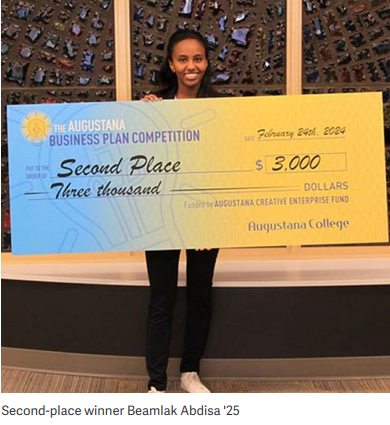 THE AUGUSTANA
BUSINESS PLAN COMPETITION
DATE February 24th, 2024
PAY TO THE
ORDER OF Second Place $ 3,000
Three thousand DOLLARS
Funded by AUGUSTANA CREATIVE ENTERPRISE FUND
Augustana College
Second-place winner Beamlak Abdisa '25